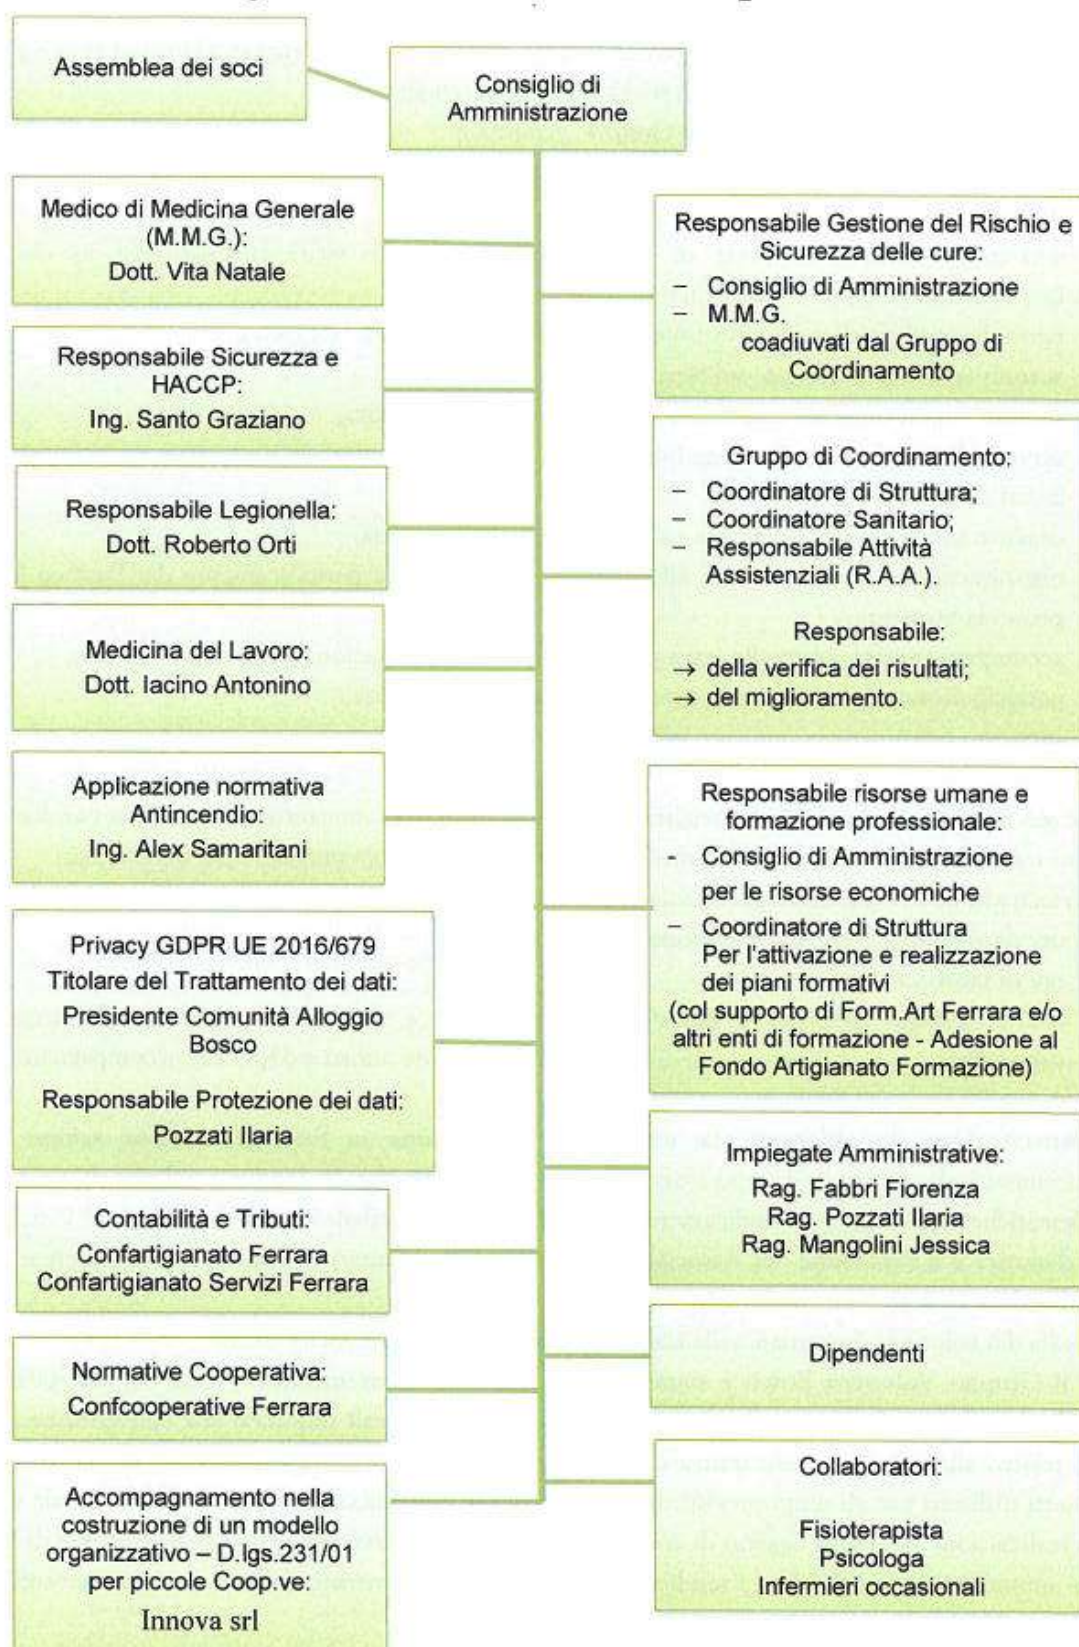 Assemblea dei soci
Consiglio di
Amministrazione
Medico di Medicina Generale
(M.M.G.):
Dott. Vita Natale
Responsabile Sicurezza e
HACCP:
Ing. Santo Graziano
Responsabile Legionella:
Dott. Roberto Orti
Medicina del Lavoro:
Dott. Iacino Antonino
Applicazione normativa
Antincendio:
Ing. Alex Samaritani
Privacy GDPR UE 2016/679
Titolare del Trattamento dei dati:
Presidente Comunità Alloggio
Bosco
Responsabile Protezione dei dati:
Pozzati Ilaria
Contabilità e Tributi:
Confartigianato Ferrara
Confartigianato Servizi Ferrara
Normative Cooperativa:
Confcooperative Ferrara
Accompagnamento nella
costruzione di un modello
organizzativo – D.lgs.231/01
per piccole Coop.ve:
Innova srl
Responsabile Gestione del Rischio e
Sicurezza delle cure:
– Consiglio di Amministrazione
– M.M.G.
coadiuvati dal Gruppo di
Coordinamento
Gruppo di Coordinamento;
– Coordinatore di Struttura;
– Coordinatore Sanitario;
– Responsabile Attività
Assistenziali (R.A.A.).
Responsabile:
→ della verifica dei risultati;
→ del miglioramento.
Responsabile risorse umane e
formazione professionale:
- Consiglio di Amministrazione
per le risorse economiche
– Coordinatore di Struttura
Per l'attivazione e realizzazione
dei piani formativi
(col supporto di Form.Art Ferrara e/o
altri enti di formazione - Adesione al
Fondo Artigianato Formazione)
Impiegate Amministrative:
Rag. Fabbri Fiorenza
Rag. Pozzati Ilaria
Rag. Mangolini Jessica
Dipendenti
Collaboratori:
Fisioterapista
Psicologa
Infermieri occasionali